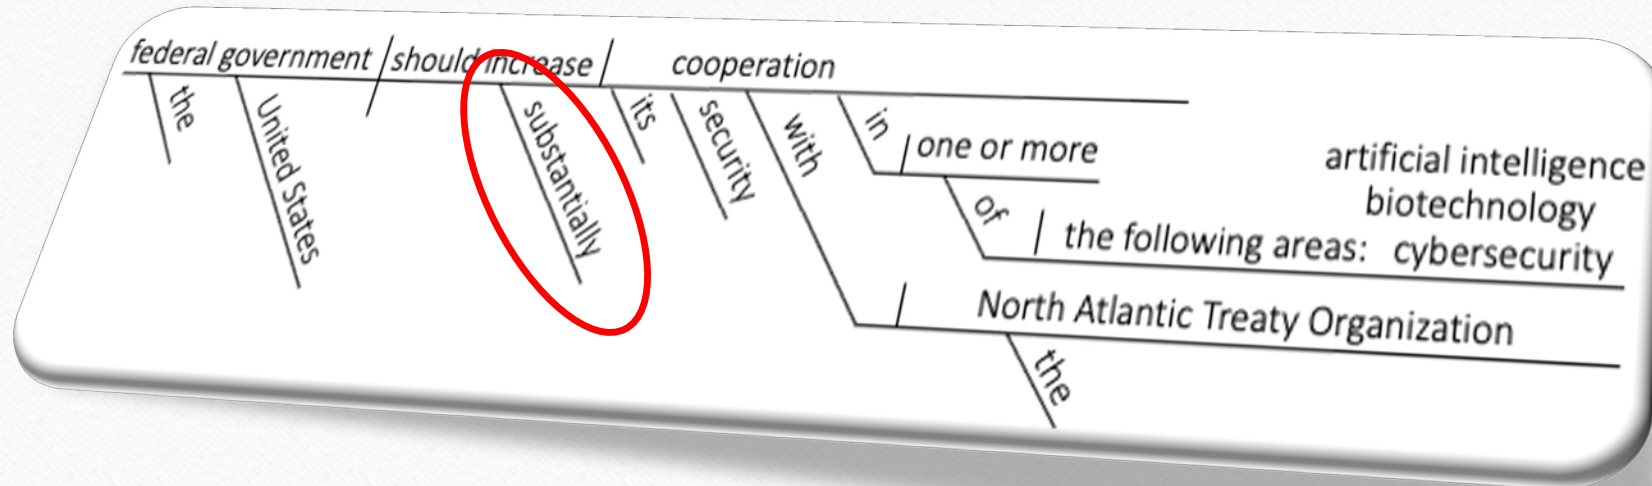 federal government should increase cooperation
the
United States
substantially
its
security
with
in
one or more
of
the following areas:
artificial intelligence
biotechnology
cybersecurity
North Atlantic Treaty Organization
the